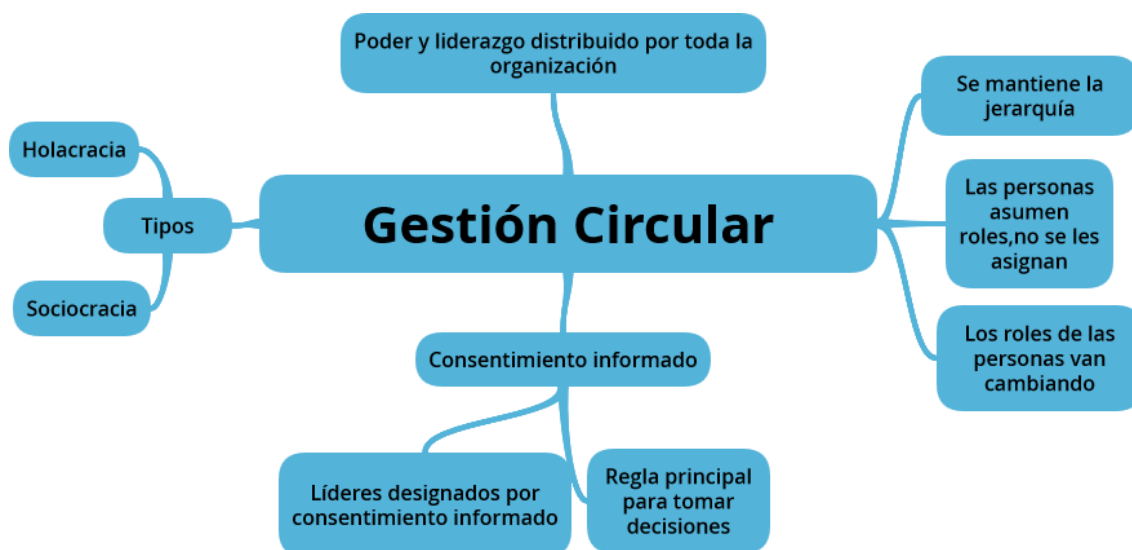 Poder y liderazgo distribuido por toda la
organización
Se mantiene la
jerarquía
Holacracia
Las personas
asumen
roles,no se les
asignan
Tipos
Gestión Circular
Sociocracia
Los roles de las
personas van
cambiando
Consentimiento informado
Líderes designados por
consentimiento informado
Regla principal
para tomar
decisiones